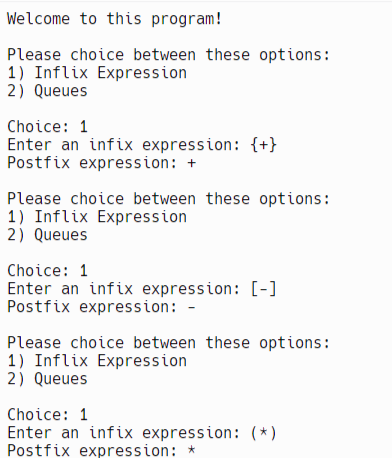 Welcome to this program!
Please choice between these options:
1) Inflix Expression
2) Queues
Choice: 1
Enter an infix expression: {+}
Postfix expression: +
Please choice between these options:
1) Inflix Expression
2) Queues
Choice: 1
Enter an infix expression: [-]
Postfix expression: -
Please choice between these options:
1) Inflix Expression
2) Queues
Choice: 1
Enter an infix expression: (*)
Postfix expression: *